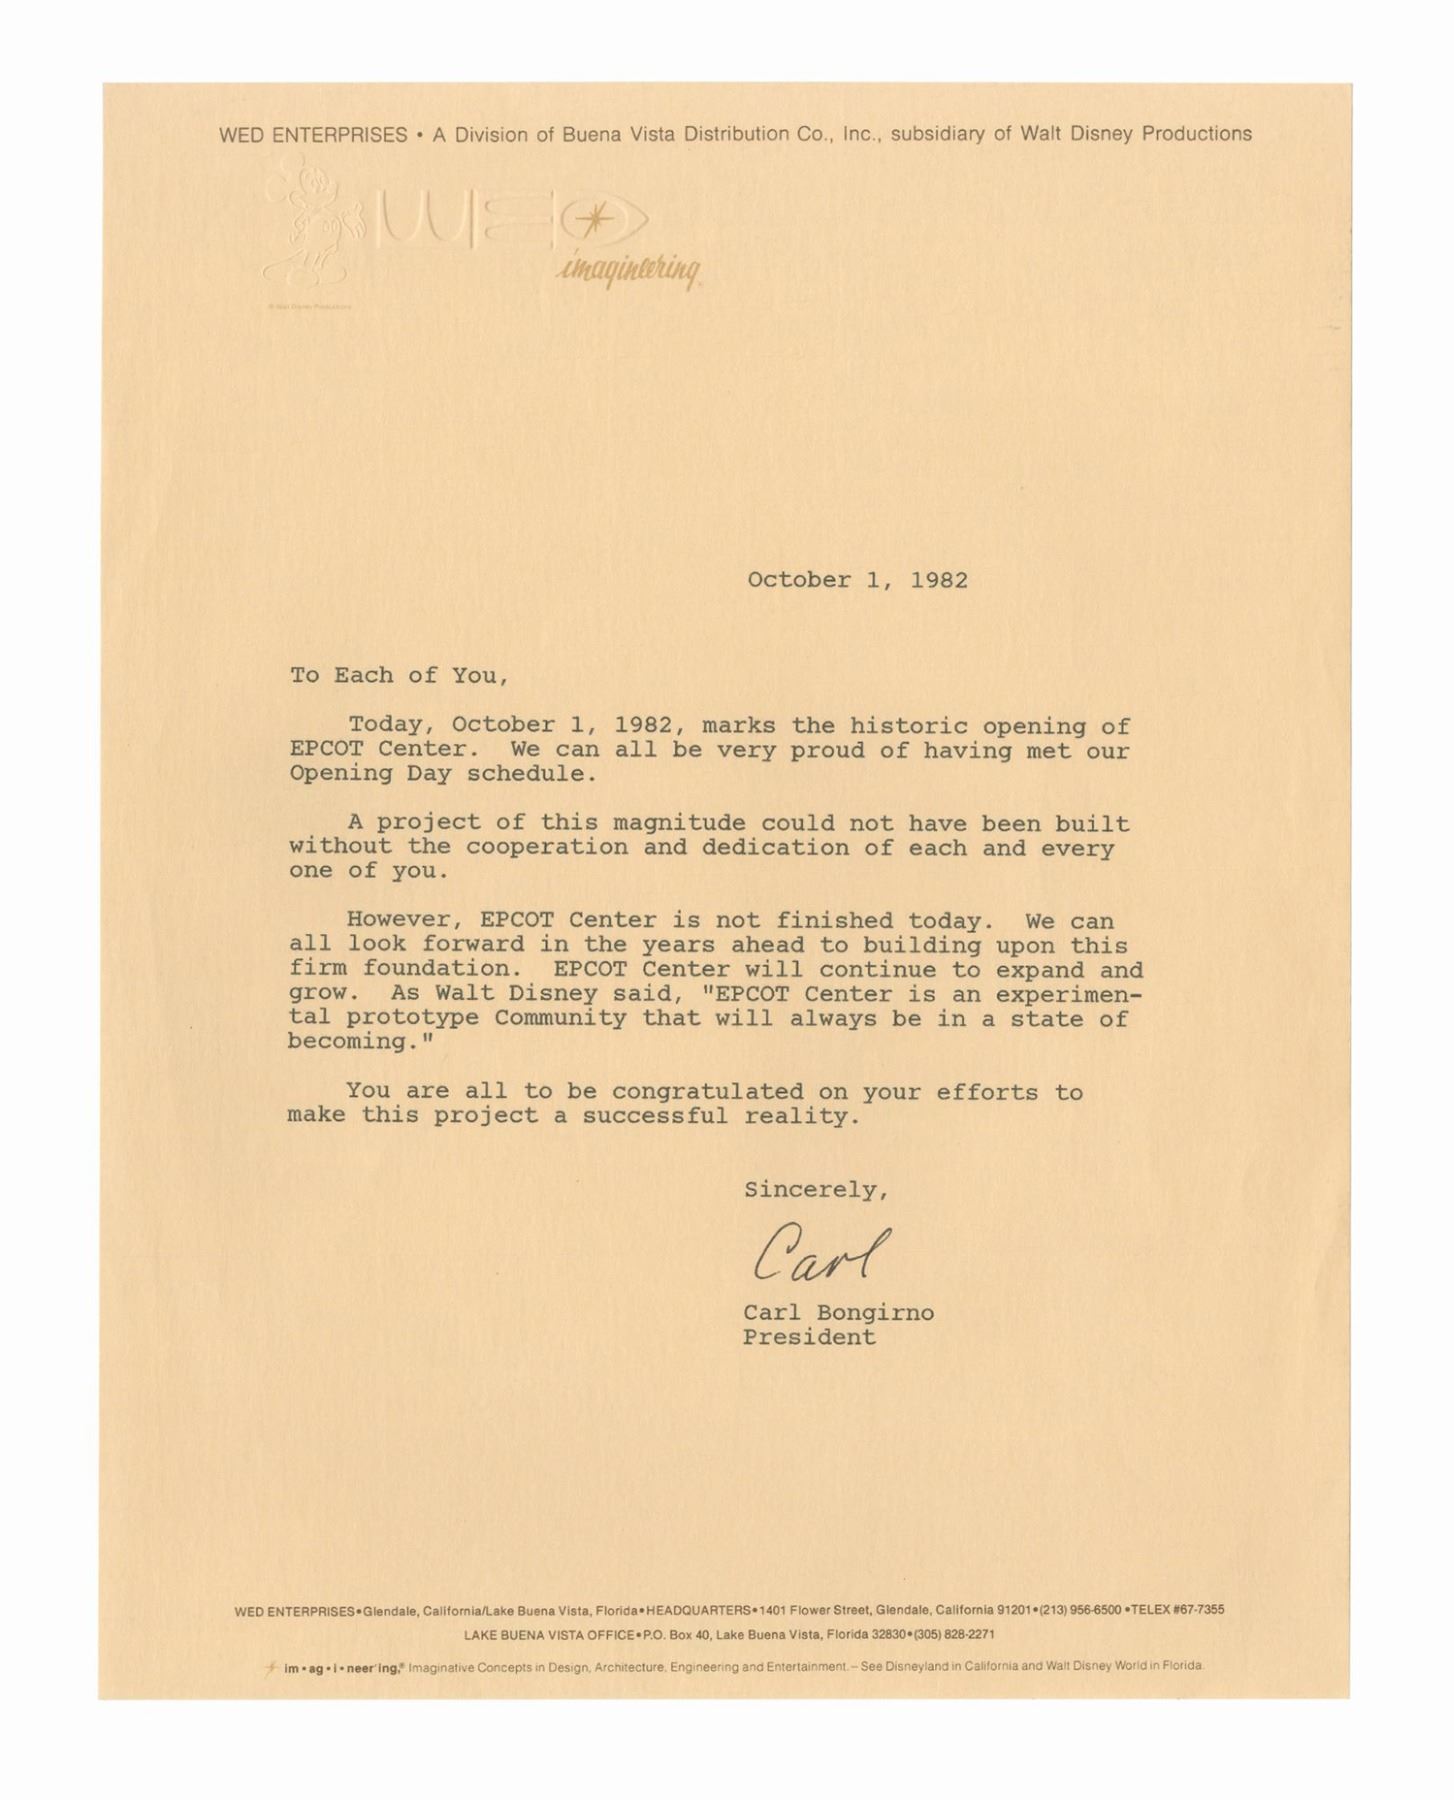 WED ENTERPRISES • A Division of Buena Vista Distribution Co., Inc., subsidiary of Walt Disney Productions
WED
imagineering
© Walt Disney Productions
October 1, 1982
To Each of You,
Today, October 1, 1982, marks the historic opening of
EPCOT Center. We can all be very proud of having met our
Opening Day schedule.
A project of this magnitude could not have been built
without the cooperation and dedication of each and every
one of you.
However, EPCOT Center is not finished today. We can
all look forward in the years ahead to building upon this
firm foundation. EPCOT Center will continue to expand and
grow. As Walt Disney said, "EPCOT Center is an experimen-
tal prototype Community that will always be in a state of
becoming."
You are all to be congratulated on your efforts to
make this project a successful reality.
Sincerely,
Carl
Carl Bongirno
President
WED ENTERPRISES•Glendale, California/Lake Buena Vista, Florida•HEADQUARTERS•1401 Flower Street, Glendale, California 91201•(213) 956-6500 •TELEX #67-7355
LAKE BUENA VISTA OFFICE•P.O. Box 40, Lake Buena Vista, Florida 32830•(305) 828-2271
im•ag•i•neer'ing,® Imaginative Concepts in Design, Architecture, Engineering and Entertainment.—See Disneyland in California and Walt Disney World in Florida.